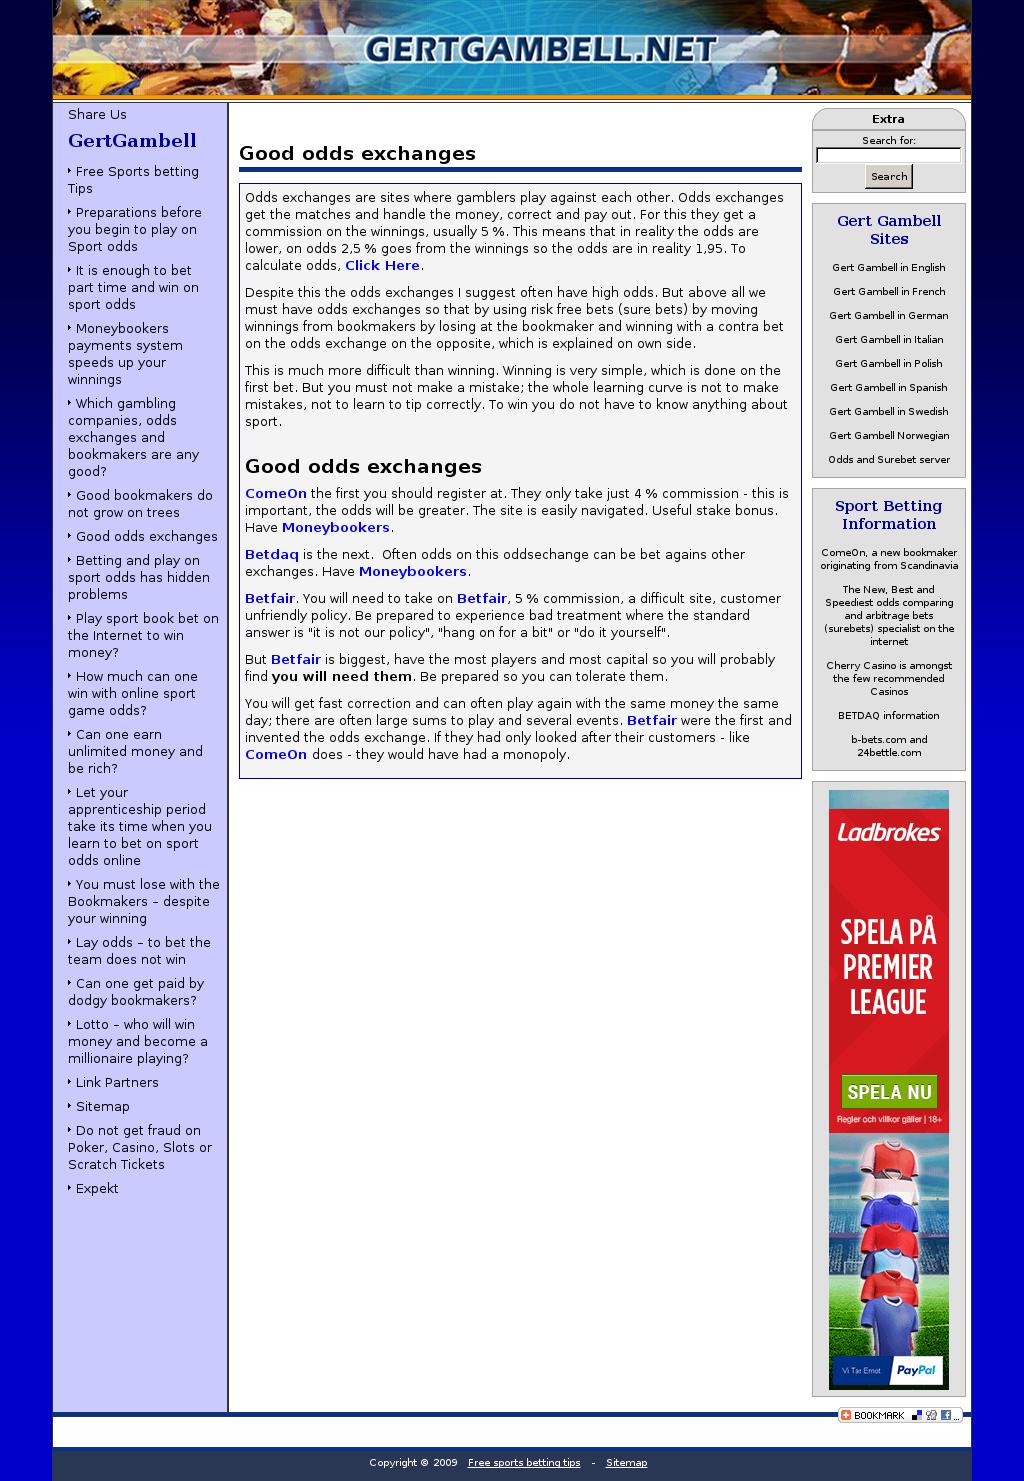 GERTGAMBELL.NET
Share Us
GertGambell
Free Sports betting
Tips
Preparations before
you begin to play on
Sport odds
It is enough to bet
part time and win on
sport odds
Moneybookers
payments system
speeds up your
winnings
Which gambling
companies, odds
exchanges and
bookmakers are any
good?
Good bookmakers do
not grow on trees
Good odds exchanges
Betting and play on
sport odds has hidden
problems
Play sport book bet on
the Internet to win
money?
How much can one
win with online sport
game odds?
Can one earn
unlimited money and
be rich?
Let your
apprenticeship period
take its time when you
learn to bet on sport
odds online
You must lose with the
Bookmakers – despite
your winning
Lay odds – to bet the
team does not win
Can one get paid by
dodgy bookmakers?
Lotto – who will win
money and become a
millionaire playing?
Link Partners
Sitemap
Do not get fraud on
Poker, Casino, Slots or
Scratch Tickets
Expekt
Good odds exchanges
Odds exchanges are sites where gamblers play against each other. Odds exchanges
get the matches and handle the money, correct and pay out. For this they get a
commission on the winnings, usually 5 %. This means that in reality the odds are
lower, on odds 2,5 % goes from the winnings so the odds are in reality 1,95. To
calculate odds, Click Here.
Despite this the odds exchanges I suggest often have high odds. But above all we
must have odds exchanges so that by using risk free bets (sure bets) by moving
winnings from bookmakers by losing at the bookmaker and winning with a contra bet
on the odds exchange on the opposite, which is explained on own side.
This is much more difficult than winning. Winning is very simple, which is done on the
first bet. But you must not make a mistake; the whole learning curve is not to make
mistakes, not to learn to tip correctly. To win you do not have to know anything about
sport.
Good odds exchanges
ComeOn the first you should register at. They only take just 4 % commission - this is
important, the odds will be greater. The site is easily navigated. Useful stake bonus.
Have Moneybookers.
Betdaq is the next.  Often odds on this oddsechange can be bet agains other
exchanges. Have Moneybookers.
Betfair. You will need to take on Betfair, 5 % commission, a difficult site, customer
unfriendly policy. Be prepared to experience bad treatment where the standard
answer is "it is not our policy", "hang on for a bit" or "do it yourself".
But Betfair is biggest, have the most players and most capital so you will probably
find you will need them. Be prepared so you can tolerate them.
You will get fast correction and can often play again with the same money the same
day; there are often large sums to play and several events. Betfair were the first and
invented the odds exchange. If they had only looked after their customers - like
ComeOn does - they would have had a monopoly.
Extra
Search for:
Search
Gert Gambell
Sites
Gert Gambell in English
Gert Gambell in French
Gert Gambell in German
Gert Gambell in Italian
Gert Gambell in Polish
Gert Gambell in Spanish
Gert Gambell in Swedish
Gert Gambell Norwegian
Odds and Surebet server
Sport Betting
Information
ComeOn, a new bookmaker
originating from Scandinavia
The New, Best and
Speediest odds comparing
and arbitrage bets
(surebets) specialist on the
internet
Cherry Casino is amongst
the few recommended
Casinos
BETDAQ information
b-bets.com and
24bettle.com
Ladbrokes
SPELA PÅ
PREMIER
LEAGUE
SPELA NU
Regler och villkor gäller | 18+
Vi Tar Emot PayPal
BOOKMARK ...
Copyright © 2009 Free sports betting tips - Sitemap